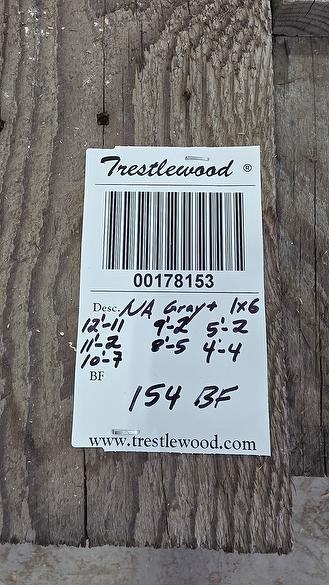 Trestlewood ®
00178153
Desc. NA Gray+ 1x6
12'-11 9'-2 5'-2
11'-2 8'-5 4'-4
10'-7
BF
154 BF
www.trestlewood.com